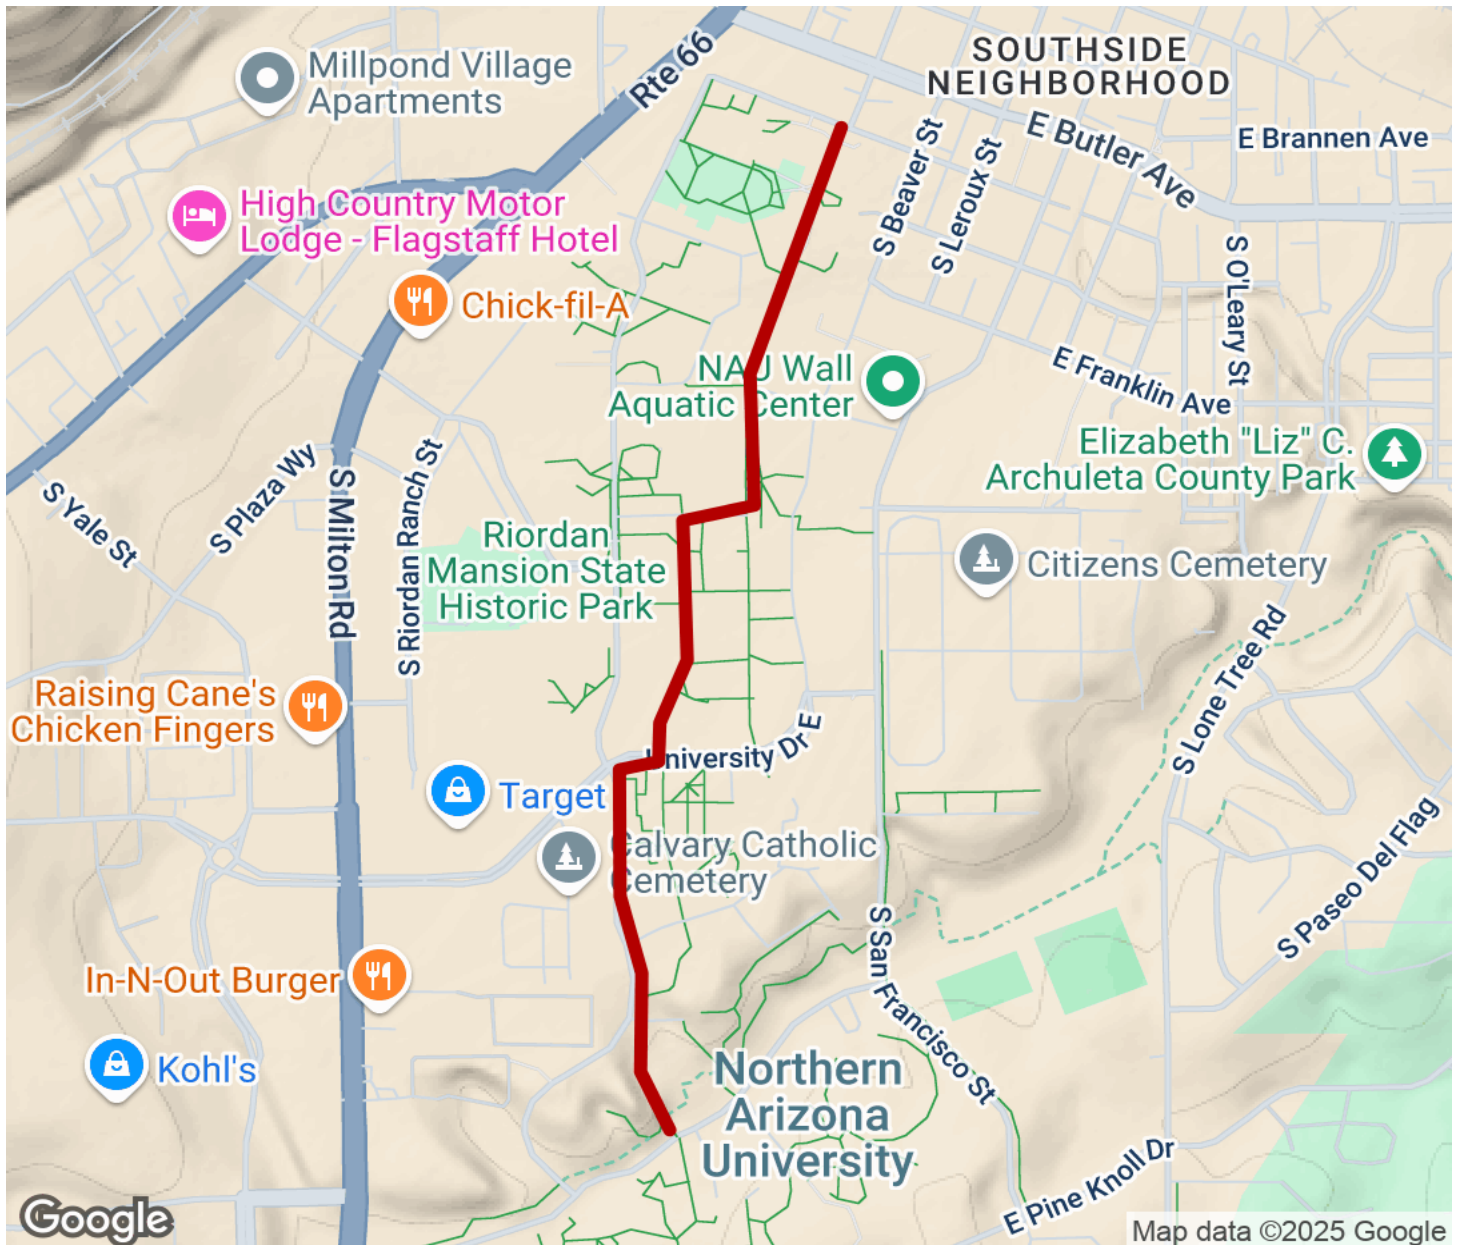 SOUTHSIDE
NEIGHBORHOOD
Millpond Village
Apartments
Rte 66
E Butler Ave
E Brannen Ave
High Country Motor
Lodge - Flagstaff Hotel
S Beaver St
S Leroux St
S O'Leary St
Chick-fil-A
NAU Wall
Aquatic Center
E Franklin Ave
Elizabeth "Liz" C.
Archuleta County Park
S Yale St
S Plaza Wy
S Milton Rd
S Riordan Ranch St
Riordan
Mansion State
Historic Park
Citizens Cemetery
S Lone Tree Rd
Raising Cane's
Chicken Fingers
University Dr E
Target
Calvary Catholic
Cemetery
S Paseo Del Flag
In-N-Out Burger
S San Francisco St
Kohl's
Northern
Arizona
University
E Pine Knoll Dr
Google
Map data ©2025 Google